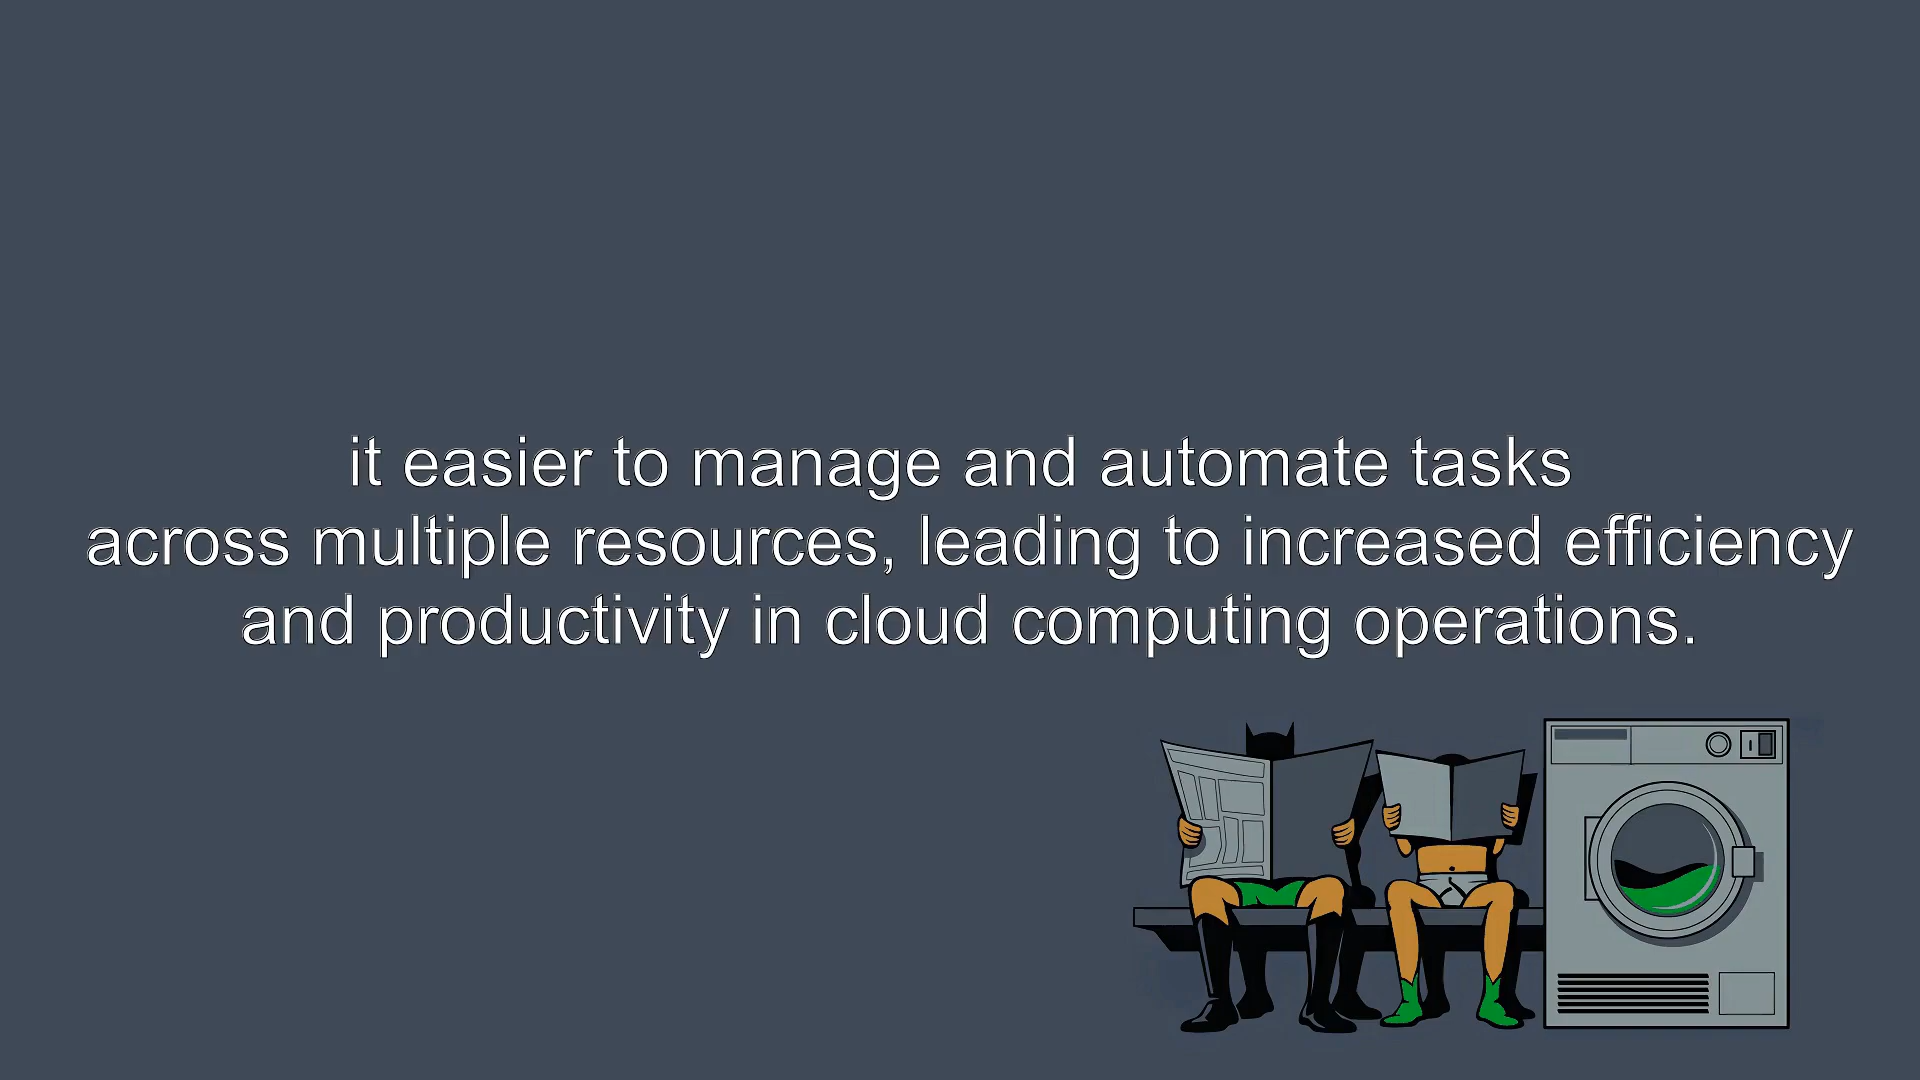 it easier to manage and automate tasks
across multiple resources, leading to increased efficiency
and productivity in cloud computing operations.